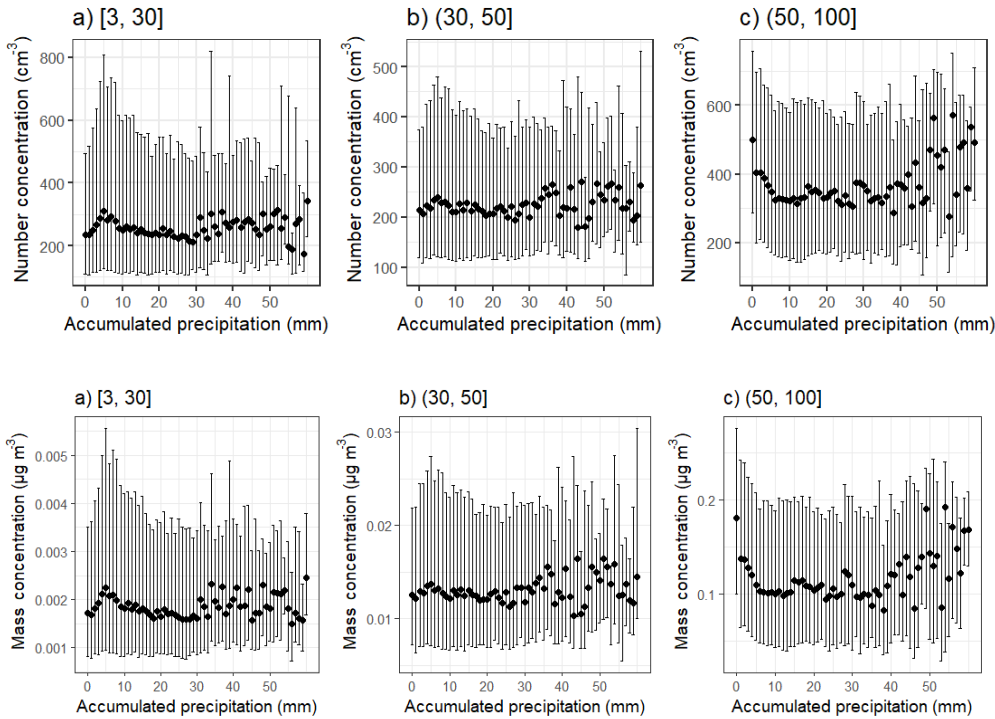 a) [3, 30]
b) (30, 50]
c) (50, 100]
Number concentration (cm⁻³)
800
600
400
200
0 10 20 30 40 50
Accumulated precipitation (mm)
Number concentration (cm⁻³)
500
400
300
200
100
0 10 20 30 40 50
Accumulated precipitation (mm)
Number concentration (cm⁻³)
600
400
200
0 10 20 30 40 50
Accumulated precipitation (mm)
a) [3, 30]
b) (30, 50]
c) (50, 100]
Mass concentration (µg m⁻³)
0.005
0.004
0.003
0.002
0.001
0 10 20 30 40 50
Accumulated precipitation (mm)
Mass concentration (µg m⁻³)
0.03
0.02
0.01
0 10 20 30 40 50
Accumulated precipitation (mm)
Mass concentration (µg m⁻³)
0.2
0.1
0 10 20 30 40 50
Accumulated precipitation (mm)